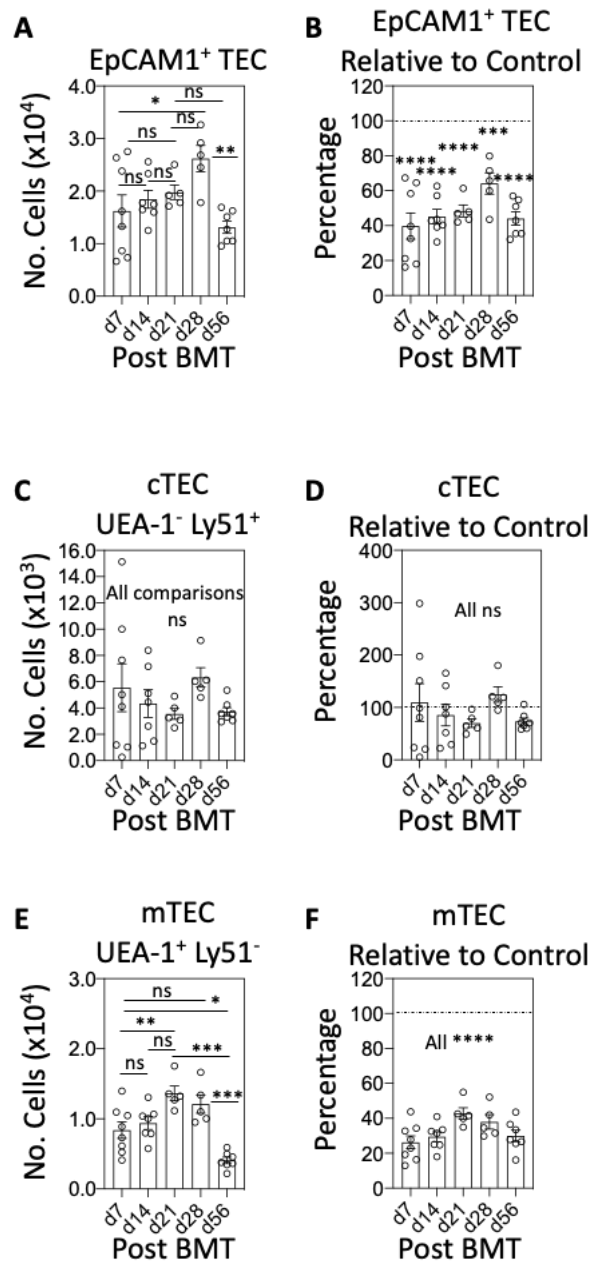 A
EpCAM1⁺ TEC
No. Cells (x10⁴)
4.0
3.0
2.0
1.0
0.0
*
ns
ns
ns
ns
ns
**
d7
d14
d21
d28
d56
Post BMT
B
EpCAM1⁺ TEC
Relative to Control
Percentage
120
100
80
60
40
20
0
****
****
****
***
****
d7
d14
d21
d28
d56
Post BMT
C
cTEC
UEA-1⁻ Ly51⁺
No. Cells (x10³)
16.0
14.0
12.0
10.0
8.0
6.0
4.0
2.0
0.0
All comparisons
ns
d7
d14
d21
d28
d56
Post BMT
D
cTEC
Relative to Control
Percentage
400
300
200
100
0
All ns
d7
d14
d21
d28
d56
Post BMT
E
mTEC
UEA-1⁺ Ly51⁻
No. Cells (x10⁴)
3.0
2.0
1.0
0.0
ns
*
**
ns
***
ns
***
d7
d14
d21
d28
d56
Post BMT
F
mTEC
Relative to Control
Percentage
120
100
80
60
40
20
0
All ****
d7
d14
d21
d28
d56
Post BMT